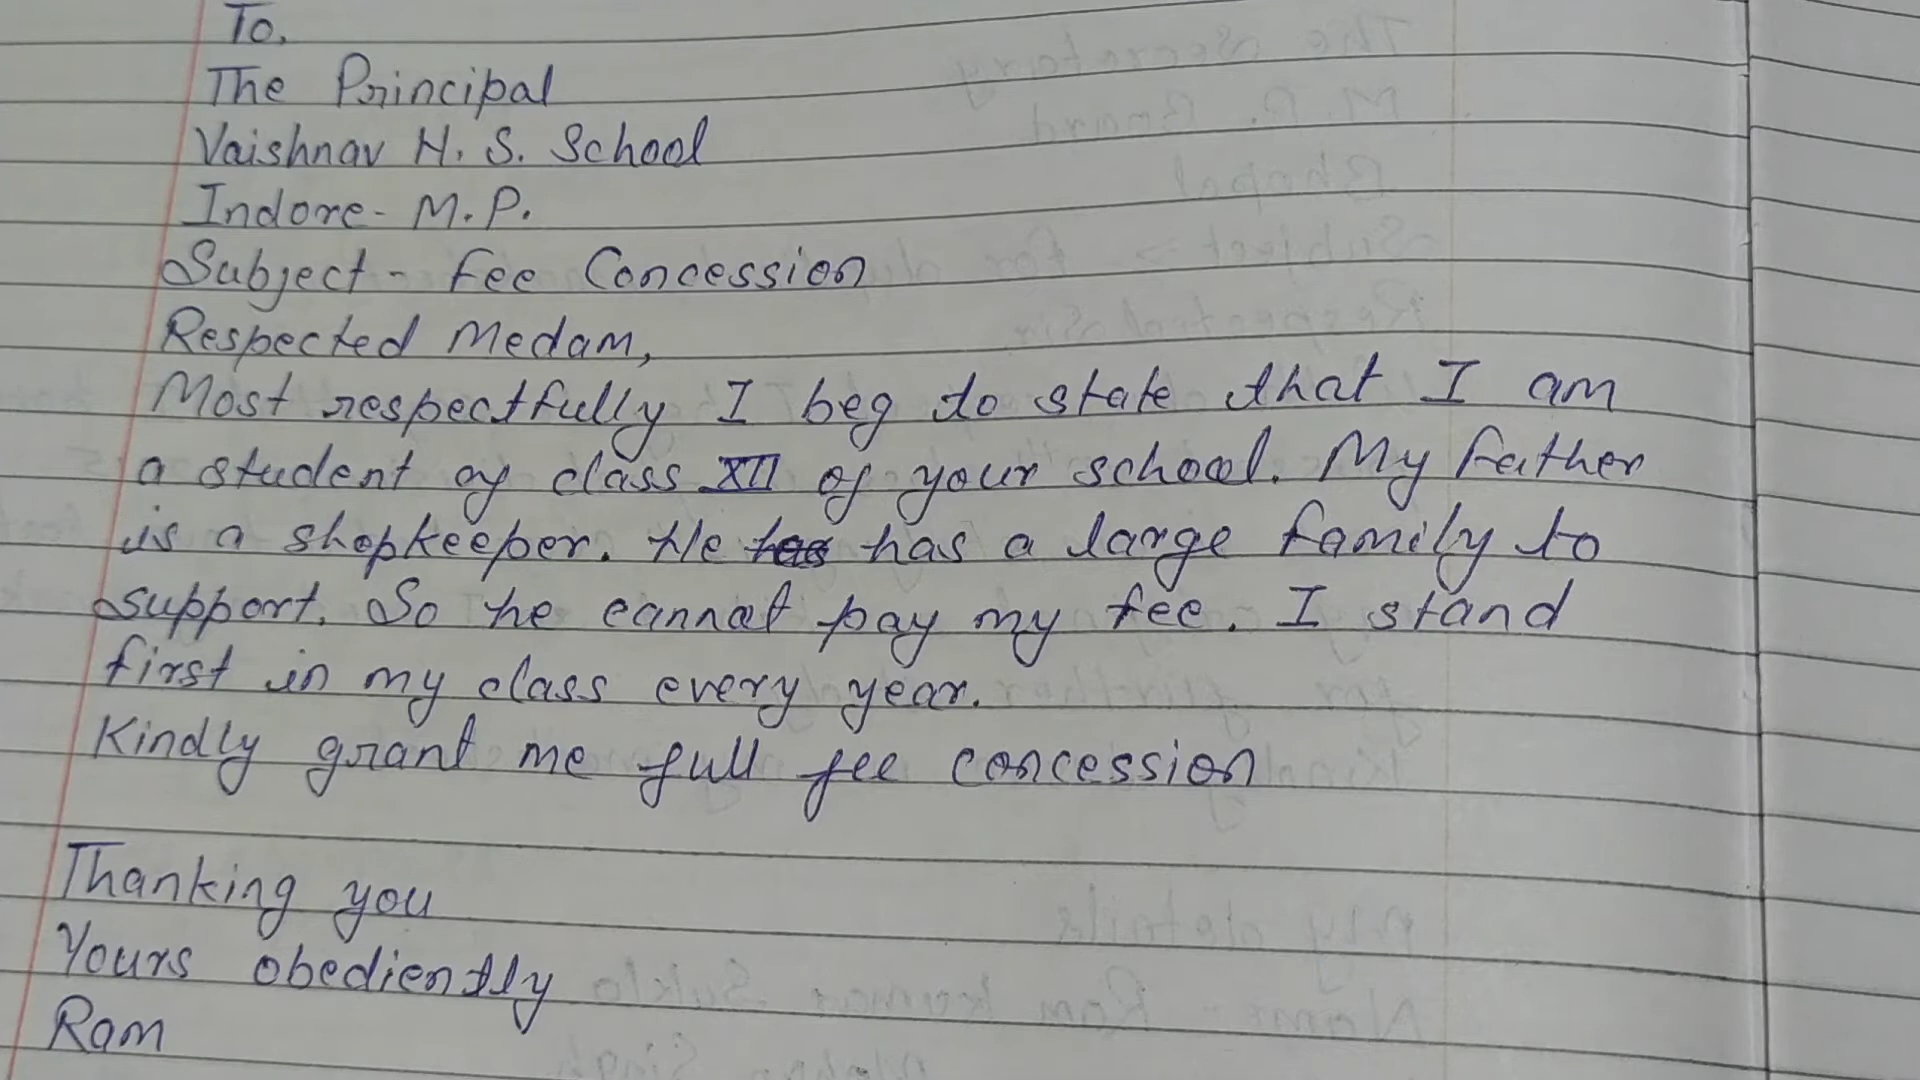 To,
The Principal
Vaishnav H. S. School
Indore - M.P.
Subject - Fee Concession
Respected Medam,
Most respectfully I beg to state that I am
a student of class XII of your school. My father
is a shopkeeper. He has a large family to
support. So he cannot pay my fee. I stand
first in my class every year.
Kindly grant me full fee concession
Thanking you
Yours obediently
Ram